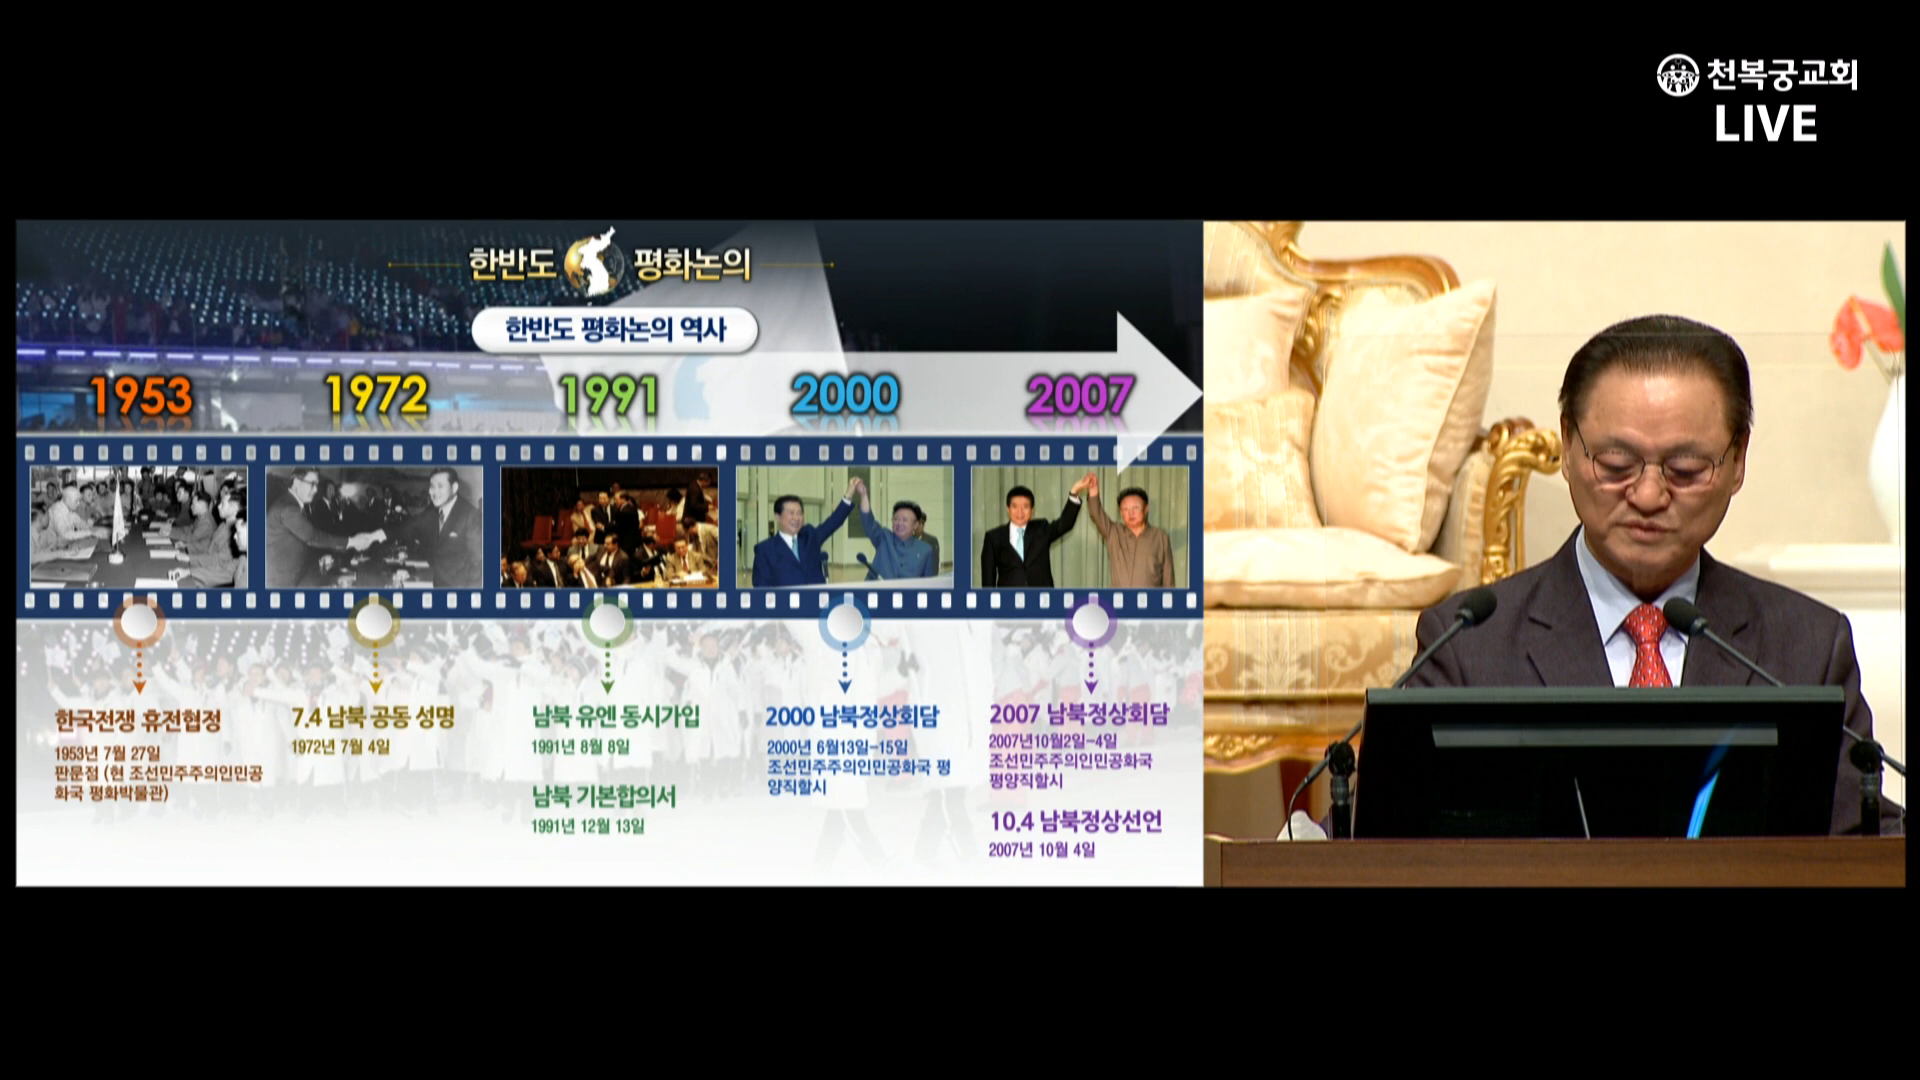 천복궁교회
LIVE
한반도 평화논의
한반도 평화논의 역사
1953
1972
1991
2000
2007
한국전쟁 휴전협정
1953년 7월 27일
판문점 (현 조선민주주의인민공
화국 평화박물관)
7.4 남북 공동 성명
1972년 7월 4일
남북 유엔 동시가입
1991년 8월 8일
남북 기본합의서
1991년 12월 13일
2000 남북정상회담
2000년 6월13일-15일
조선민주주의인민공화국 평
양직할시
2007 남북정상회담
2007년10월2일-4일
조선민주주의인민공화국
평양직할시
10.4 남북정상선언
2007년 10월 4일